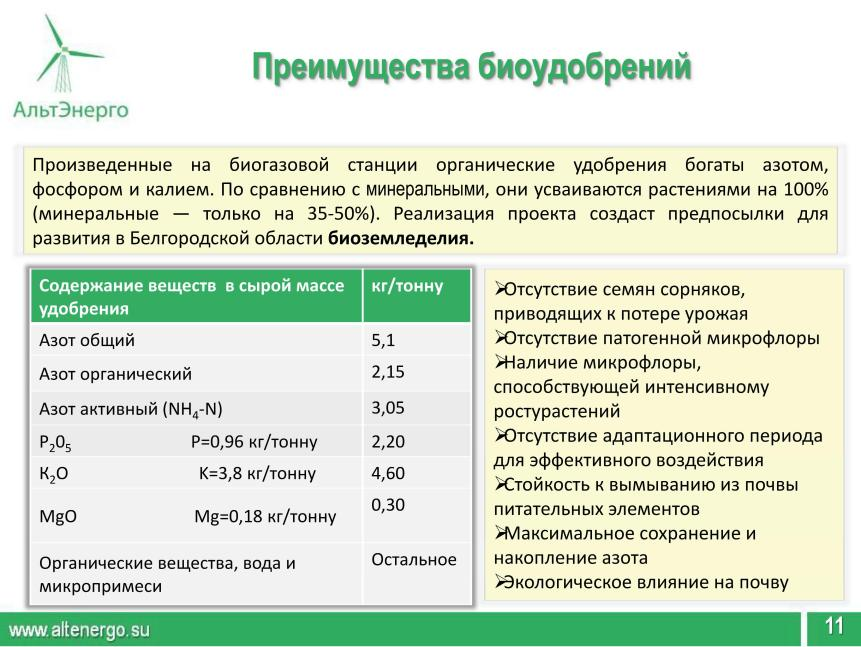 АльтЭнерго
Преимущества биоудобрений
Произведенные на биогазовой станции органические удобрения богаты азотом,
фосфором и калием. По сравнению с минеральными, они усваиваются растениями на 100%
(минеральные — только на 35-50%). Реализация проекта создаст предпосылки для
развития в Белгородской области биоземледелия.
Содержание веществ в сырой массе кг/тонну
удобрения
Азот общий 5,1
Азот органический 2,15
Азот активный (NH₄-N) 3,05
P₂0₅ P=0,96 кг/тонну 2,20
K₂O K=3,8 кг/тонну 4,60
MgO Mg=0,18 кг/тонну 0,30
Органические вещества, вода и Остальное
микропримеси
➢Отсутствие семян сорняков,
приводящих к потере урожая
➢Отсутствие патогенной микрофлоры
➢Наличие микрофлоры,
способствующей интенсивному
ростурастений
➢Отсутствие адаптационного периода
для эффективного воздействия
➢Стойкость к вымыванию из почвы
питательных элементов
➢Максимальное сохранение и
накопление азота
➢Экологическое влияние на почву
www.altenergo.su
11